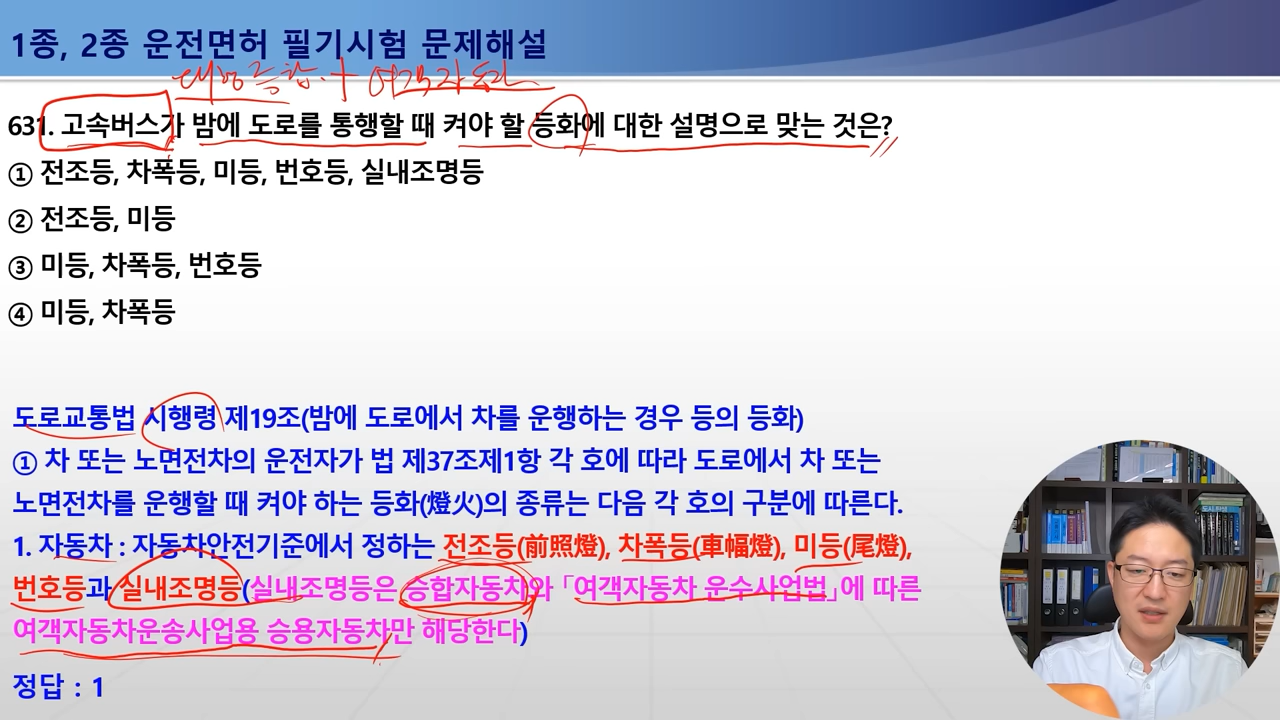 1종, 2종 운전면허 필기시험 문제해설
대형승합. + 여객자동차
631. 고속버스가 밤에 도로를 통행할 때 켜야 할 등화에 대한 설명으로 맞는 것은?
① 전조등, 차폭등, 미등, 번호등, 실내조명등
② 전조등, 미등
③ 미등, 차폭등, 번호등
④ 미등, 차폭등
도로교통법 시행령 제19조(밤에 도로에서 차를 운행하는 경우 등의 등화)
① 차 또는 노면전차의 운전자가 법 제37조제1항 각 호에 따라 도로에서 차 또는
노면전차를 운행할 때 켜야 하는 등화(燈火)의 종류는 다음 각 호의 구분에 따른다.
1. 자동차 : 자동차안전기준에서 정하는 전조등(前照燈), 차폭등(車幅燈), 미등(尾燈),
번호등과 실내조명등(실내조명등은 승합자동차와 「여객자동차 운수사업법」에 따른
여객자동차운송사업용 승용자동차만 해당한다)
정답 : 1